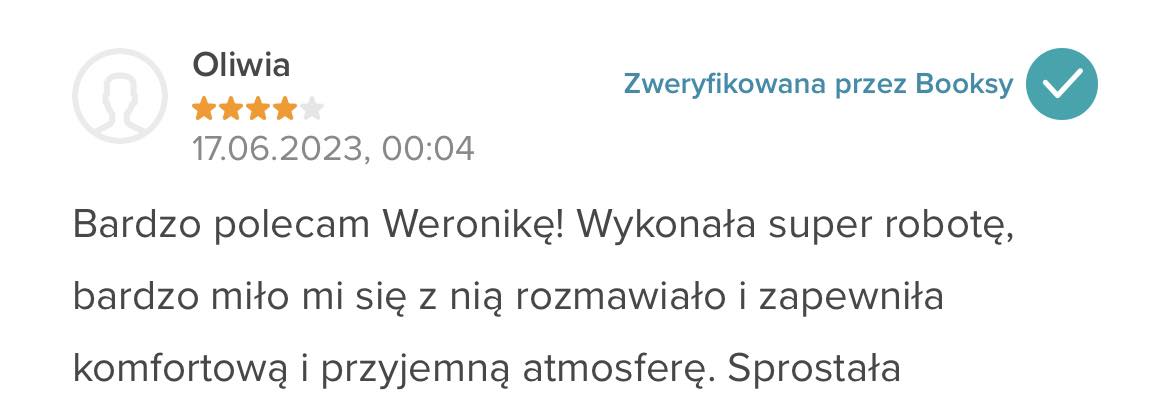 Oliwia
Zweryfikowana przez Booksy
17.06.2023, 00:04
Bardzo polecam Weronikę! Wykonała super robotę,
bardzo miło mi się z nią rozmawiało i zapewniła
komfortową i przyjemną atmosferę. Sprostała